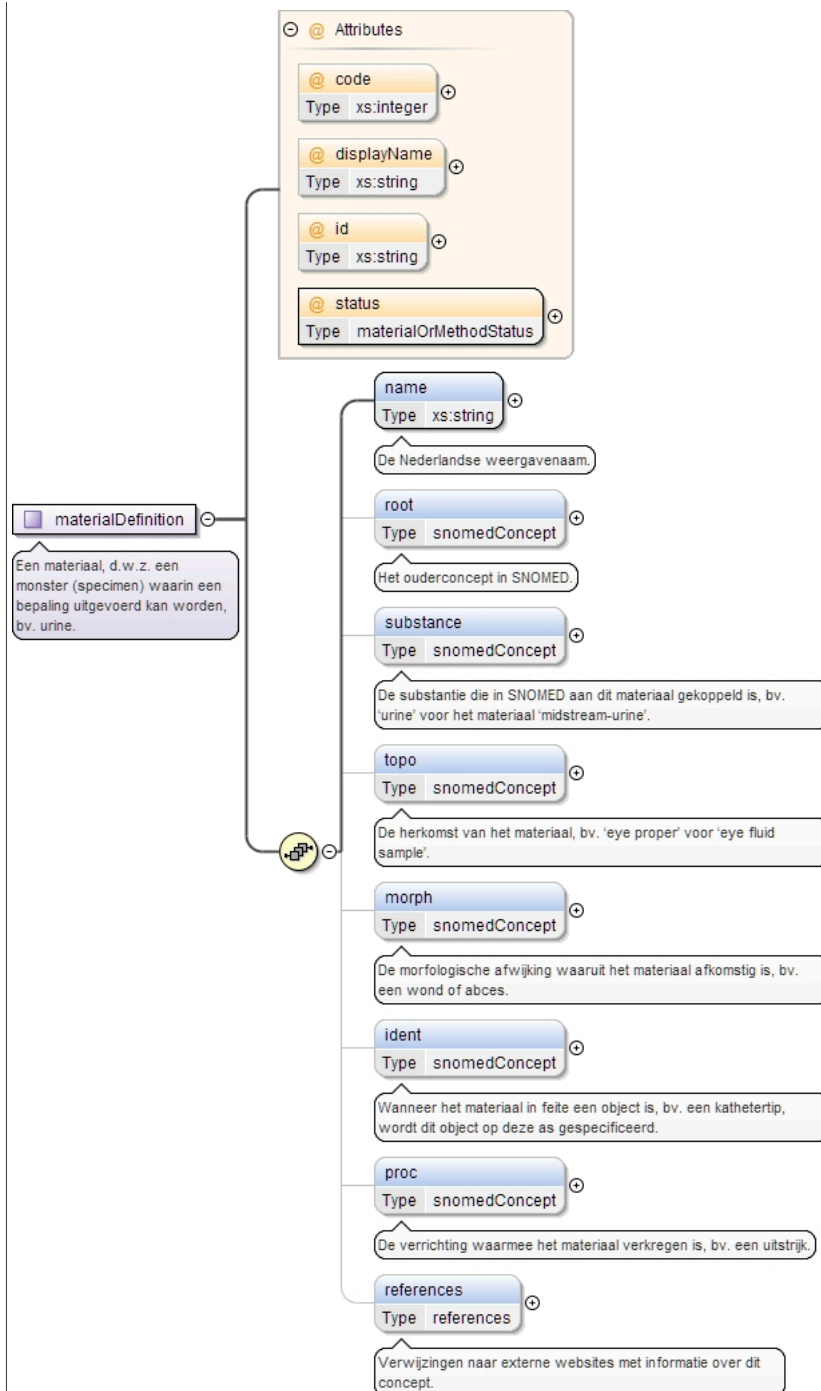 @ Attributes
@ code
Type xs:integer
@ displayName
Type xs:string
@ id
Type xs:string
@ status
Type materialOrMethodStatus
name
Type xs:string
De Nederlandse weergavenaam.
root
Type snomedConcept
Het ouderconcept in SNOMED.
materialDefinition
Een materiaal, d.w.z. een
monster (specimen) waarin een
bepaling uitgevoerd kan worden,
bv. urine.
substance
Type snomedConcept
De substantie die in SNOMED aan dit materiaal gekoppeld is, bv.
‘urine’ voor het materiaal ‘midstream-urine’.
topo
Type snomedConcept
De herkomst van het materiaal, bv. ‘eye proper’ voor ‘eye fluid
sample’.
morph
Type snomedConcept
De morfologische afwijking waaruit het materiaal afkomstig is, bv.
een wond of abces.
ident
Type snomedConcept
Wanneer het materiaal in feite een object is, bv. een kathetertip,
wordt dit object op deze as gespecificeerd.
proc
Type snomedConcept
De verrichting waarmee het materiaal verkregen is, bv. een uitstrijk.
references
Type references
Verwijzingen naar externe websites met informatie over dit
concept.